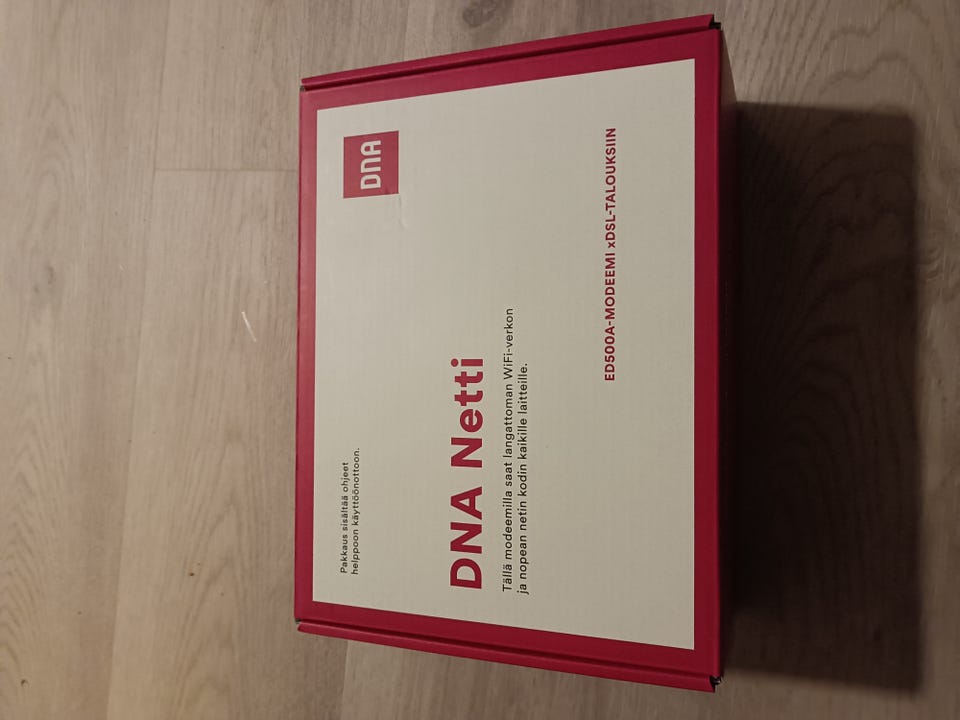 Pakkaus sisältää ohjeet
helppoon käyttöönottoon.
DNA
DNA Netti
Tällä modeemilla saat langattoman WiFi-verkon
ja nopean netin kodin kaikille laitteille.
ED500A-MODEEMI xDSL-TALOUKSIIN